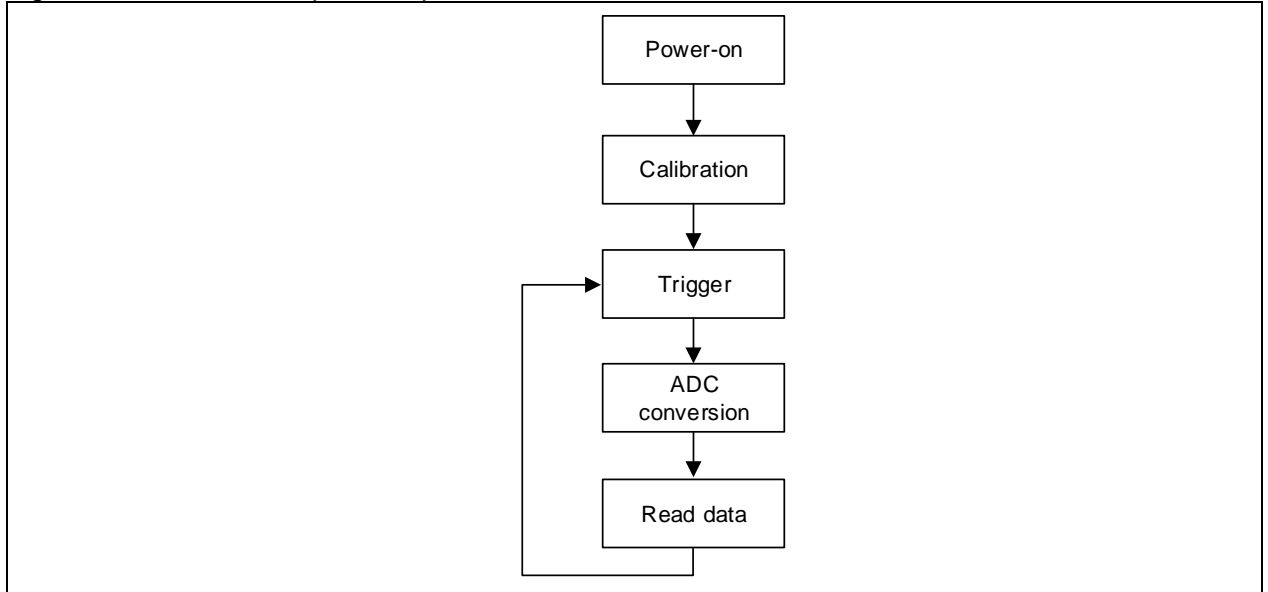 Power-on
Calibration
Trigger
ADC
conversion
Read data